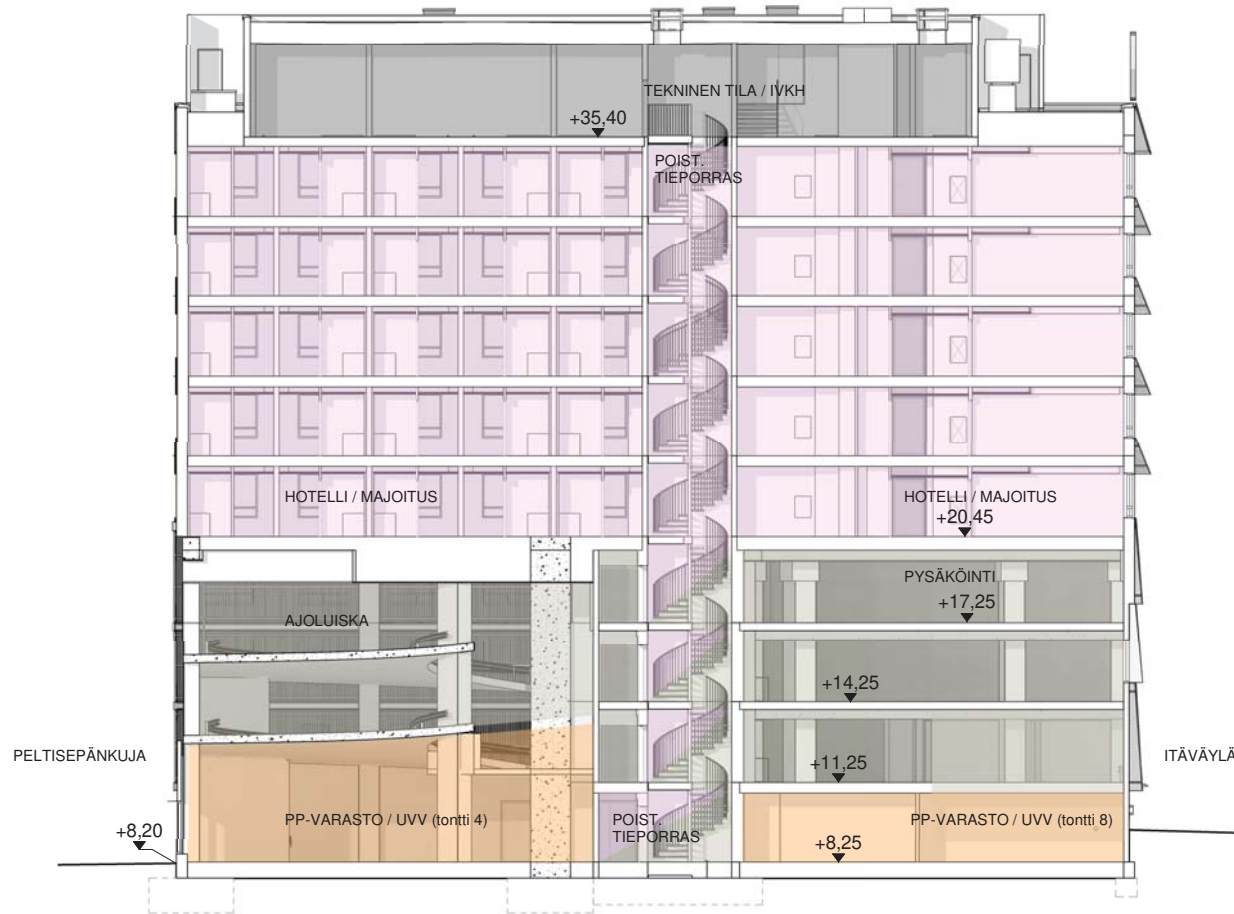 TEKNINEN TILA / IVKH
+35,40
POIST.
TIEPORRAS
HOTELLI / MAJOITUS
HOTELLI / MAJOITUS
+20,45
PYSÄKÖINTI
+17,25
AJOLUISKA
+14,25
PELTISEPÄNKUJA
ITÄVÄYLÄ
+11,25
PP-VARASTO / UVV (tontti 4)
POIST.
TIEPORRAS
PP-VARASTO / UVV (tontti 8)
+8,20
+8,25